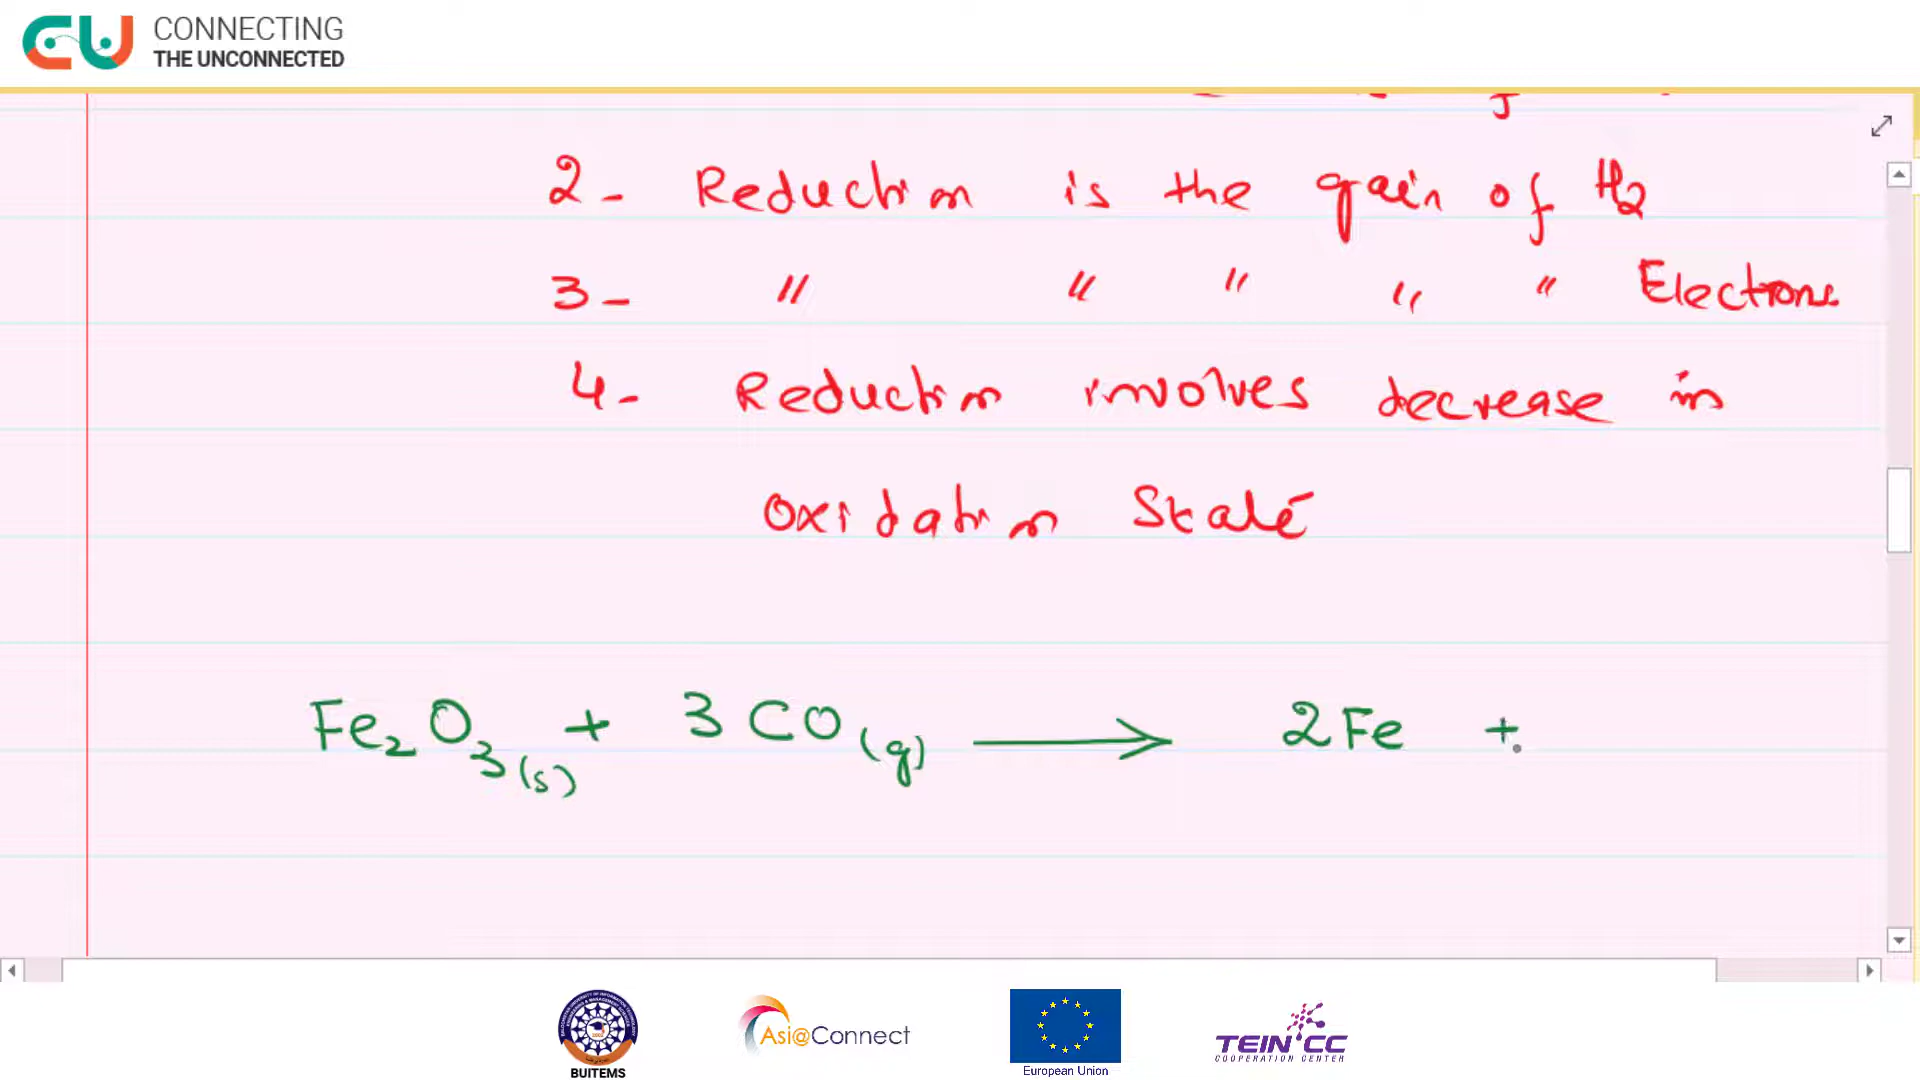 CONNECTING
THE UNCONNECTED
2- Reduction is the gain of H2
3- " " " " " Electrons
4- Reduction involves decrease in
Oxidation State
Fe2O3(s) + 3CO(g) ⟶ 2Fe +
BUITEMS
Asi@Connect
European Union
TEIN*CC
COOPERATION CENTER